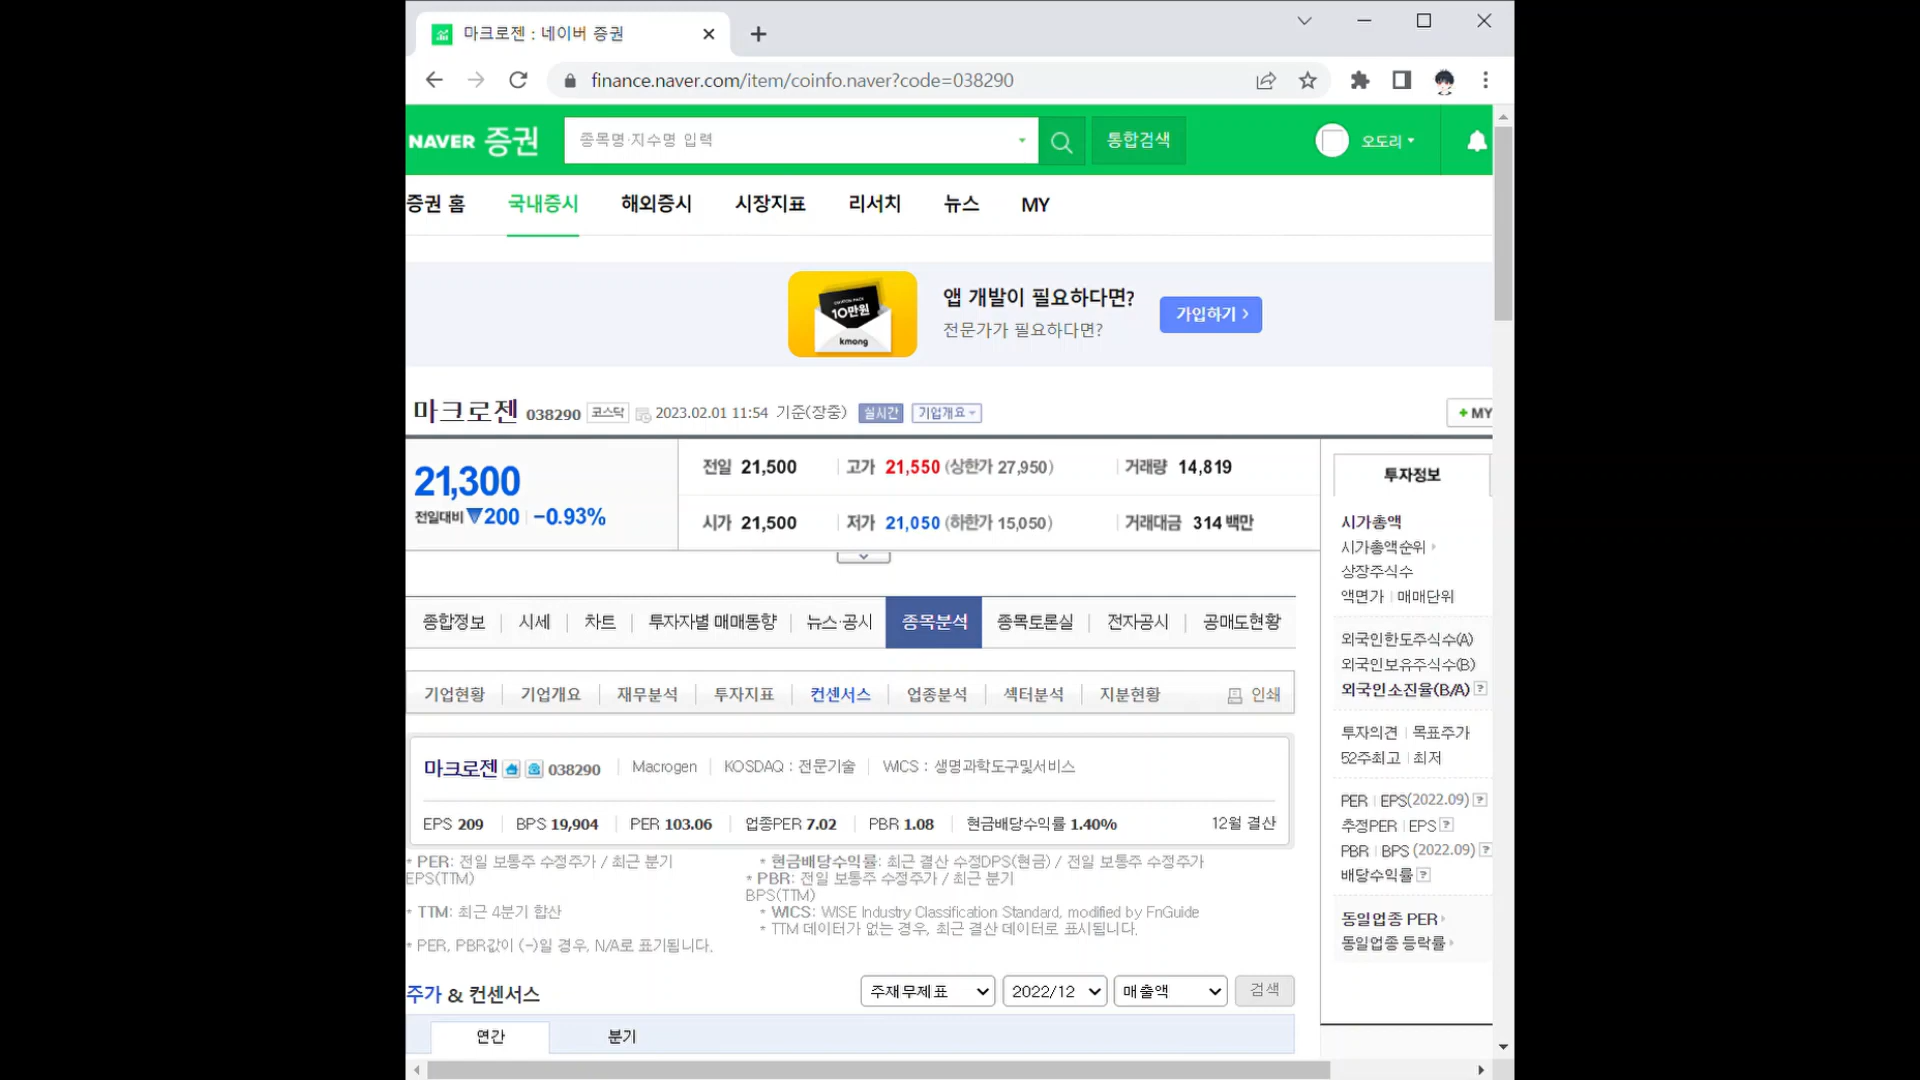 마크로젠 : 네이버 증권
finance.naver.com/item/coinfo.naver?code=038290
NAVER 증권 종목명·지수명 입력 통합검색 오도리
증권 홈 국내증시 해외증시 시장지표 리서치 뉴스 MY
10만원
kmong
앱 개발이 필요하다면?
전문가가 필요하다면?
가입하기 >
마크로젠 038290 코스닥 2023.02.01 11:54 기준(장중) 실시간 기업개요 + MY
21,300
전일대비 ▼200 -0.93%
전일 21,500 고가 21,550 (상한가 27,950) 거래량 14,819
시가 21,500 저가 21,050 (하한가 15,050) 거래대금 314 백만
종합정보 시세 차트 투자자별 매매동향 뉴스·공시 종목분석 종목토론실 전자공시 공매도현황
기업현황 기업개요 재무분석 투자지표 컨센서스 업종분석 섹터분석 지분현황 인쇄
마크로젠 038290 Macrogen KOSDAQ : 전문기술 WICS : 생명과학도구및서비스
EPS 209 BPS 19,904 PER 103.06 업종PER 7.02 PBR 1.08 현금배당수익률 1.40% 12월 결산
* PER: 전일 보통주 수정주가 / 최근 분기
EPS(TTM)
* TTM: 최근 4분기 합산
* PER, PBR값이 (-)일 경우, N/A로 표기됩니다.
* 현금배당수익률: 최근 결산 수정DPS(현금) / 전일 보통주 수정주가
* PBR: 전일 보통주 수정주가 / 최근 분기
BPS(TTM)
* WICS: WISE Industry Classification Standard, modified by FnGuide
* TTM 데이터가 없는 경우, 최근 결산 데이터로 표시됩니다.
주가 & 컨센서스 주재무제표 2022/12 매출액 검색
연간 분기
투자정보
시가총액
시가총액순위
상장주식수
액면가 매매단위
외국인한도주식수(A)
외국인보유주식수(B)
외국인소진율(B/A) ?
투자의견 목표주가
52주최고 최저
PER EPS(2022.09) ?
추정PER EPS ?
PBR BPS (2022.09) ?
배당수익률 ?
동일업종 PER
동일업종 등락률